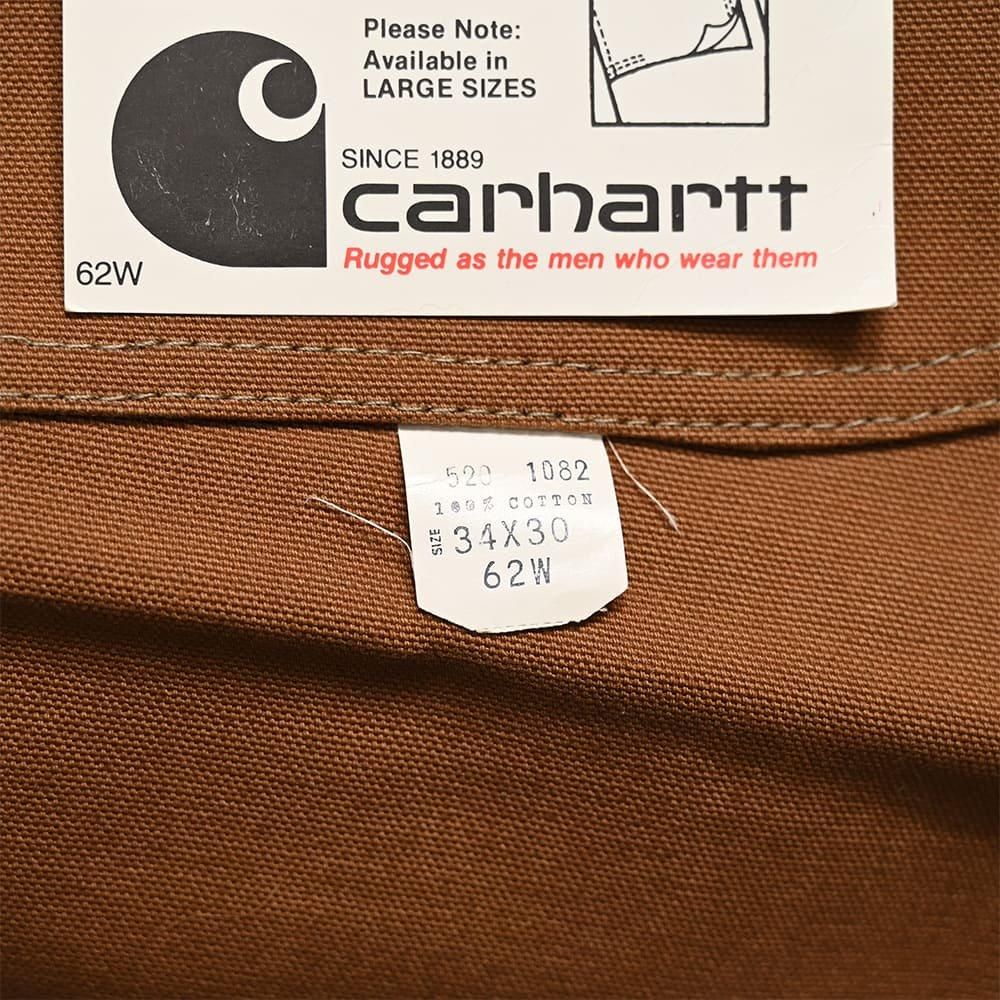 Please Note:
Available in
LARGE SIZES
SINCE 1889
carhartt
Rugged as the men who wear them
62W
520 1082
100% COTTON
SIZE 34X30
62W